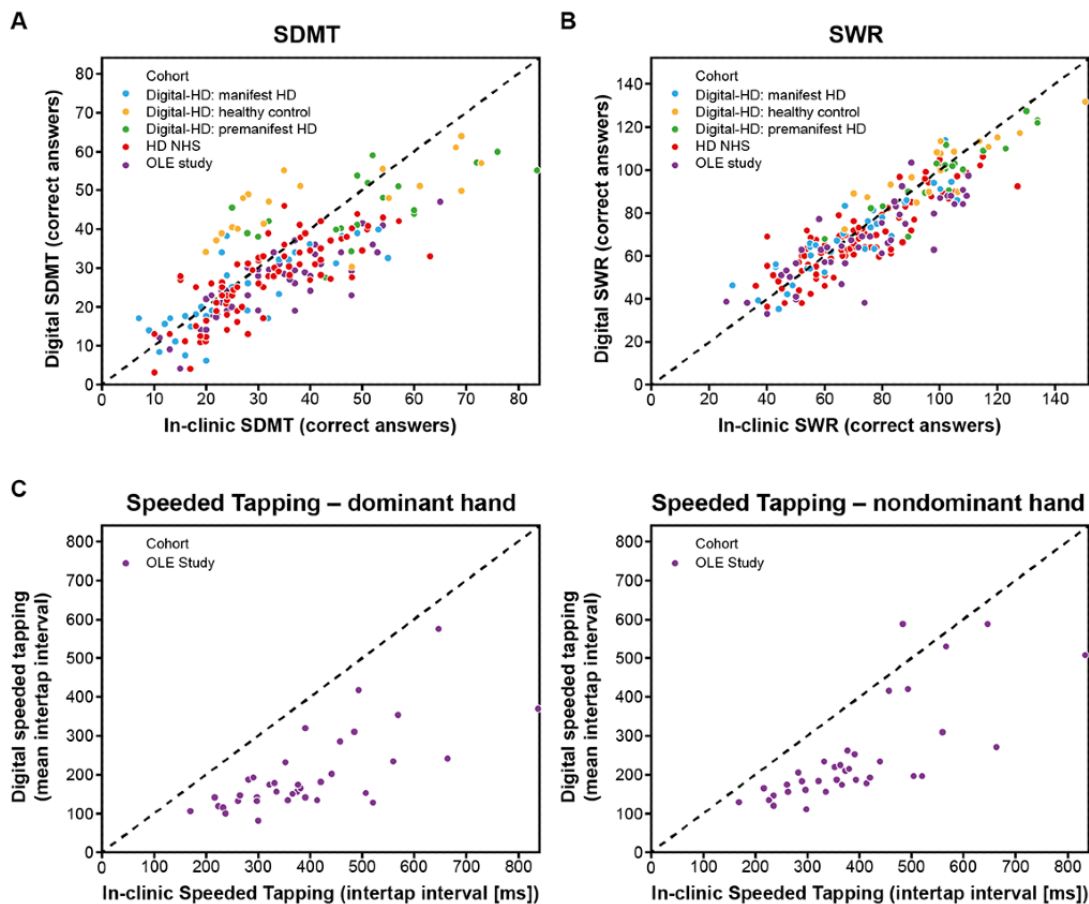 A
SDMT
Cohort
Digital-HD: manifest HD
Digital-HD: healthy control
Digital-HD: premanifest HD
HD NHS
OLE study
80
70
60
50
40
30
20
10
0
Digital SDMT (correct answers)
0 10 20 30 40 50 60 70 80
In-clinic SDMT (correct answers)
B
SWR
Cohort
Digital-HD: manifest HD
Digital-HD: healthy control
Digital-HD: premanifest HD
HD NHS
OLE study
140
120
100
80
60
40
20
0
Digital SWR (correct answers)
0 20 40 60 80 100 120 140
In-clinic SWR (correct answers)
C
Speeded Tapping – dominant hand
Cohort
OLE Study
800
700
600
500
400
300
200
100
0
Digital speeded tapping
(mean intertap interval)
0 100 200 300 400 500 600 700 800
In-clinic Speeded Tapping (intertap interval [ms])
Speeded Tapping – nondominant hand
Cohort
OLE Study
800
700
600
500
400
300
200
100
0
Digital speeded tapping
(mean intertap interval)
0 100 200 300 400 500 600 700 800
In-clinic Speeded Tapping (intertap interval [ms])